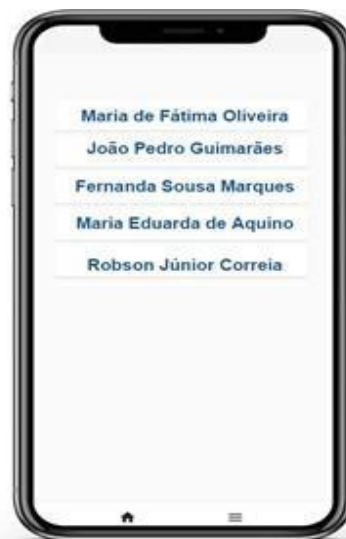 Maria de Fátima Oliveira
João Pedro Guimarães
Fernanda Sousa Marques
Maria Eduarda de Aquino
Robson Júnior Correia